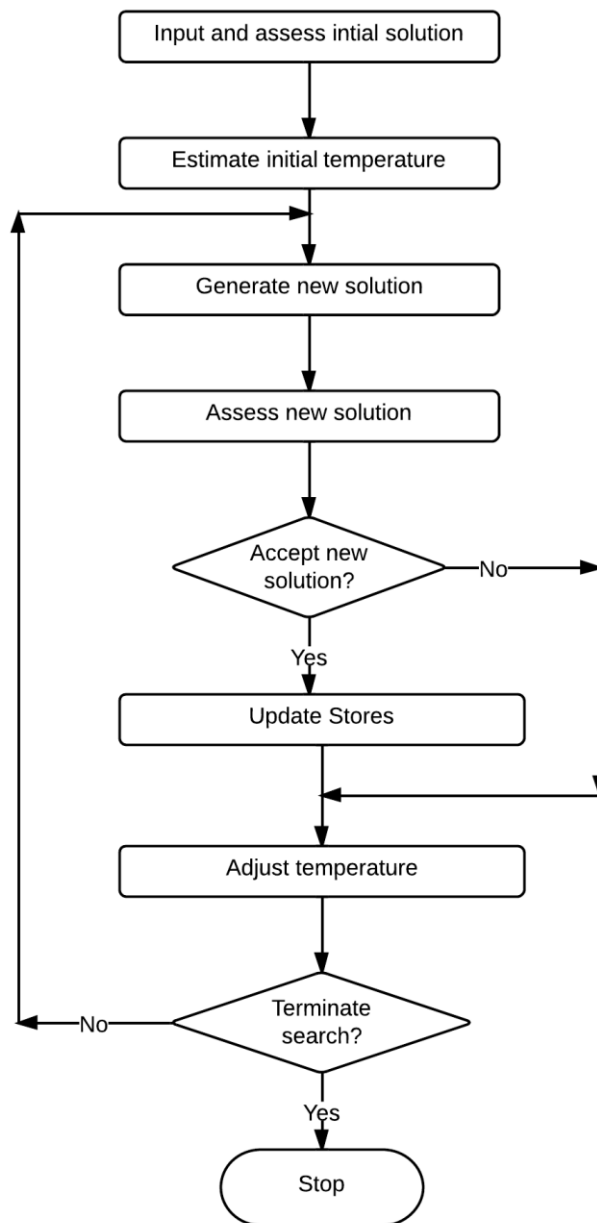 Input and assess intial solution
Estimate initial temperature
Generate new solution
Assess new solution
Accept new
solution?
No
Yes
Update Stores
Adjust temperature
Terminate
search?
No
Yes
Stop